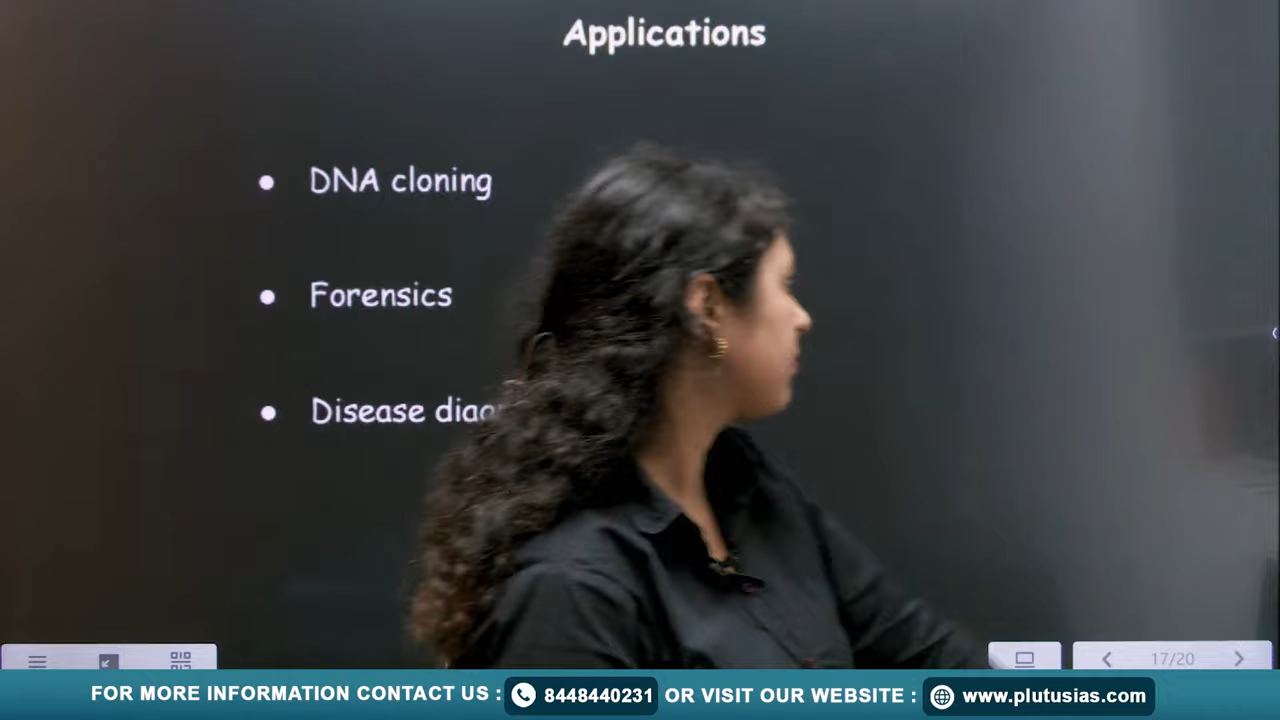 Applications
● DNA cloning
● Forensics
● Disease
17/20
FOR MORE INFORMATION CONTACT US : 8448440231 OR VISIT OUR WEBSITE : www.plutusias.com